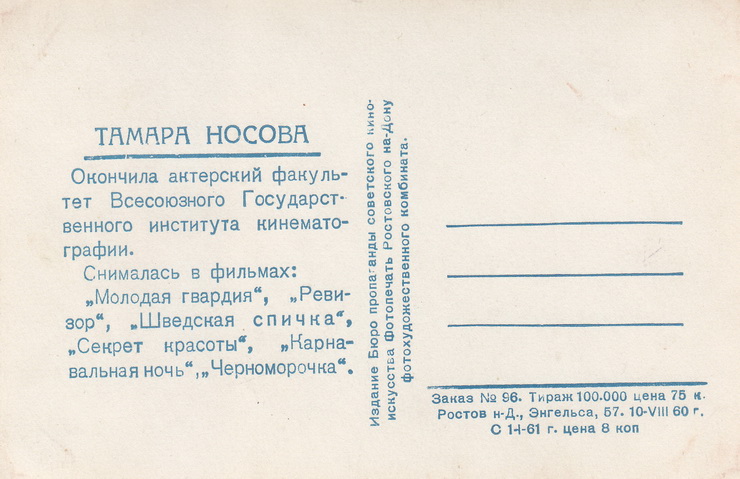 ТАМАРА НОСОВА
Окончила актерский факуль-
тет Всесоюзного Государст-
венного института кинемато-
графии.
Снималась в фильмах:
„Молодая гвардия“, „Реви-
зор“, „Шведская спичка“,
„Секрет красоты“, „Карна-
вальная ночь“, „Черноморочка“.
Издание Бюро пропаганды советского кино-
искусства Фотопечать Ростовского на-Дону
фотохудожественного комбината.
Заказ № 96. Тираж 100.000 цена 75 к.
Ростов н-Д., Энгельса, 57. 10-VIII 60 г.
С 1-I-61 г. цена 8 коп